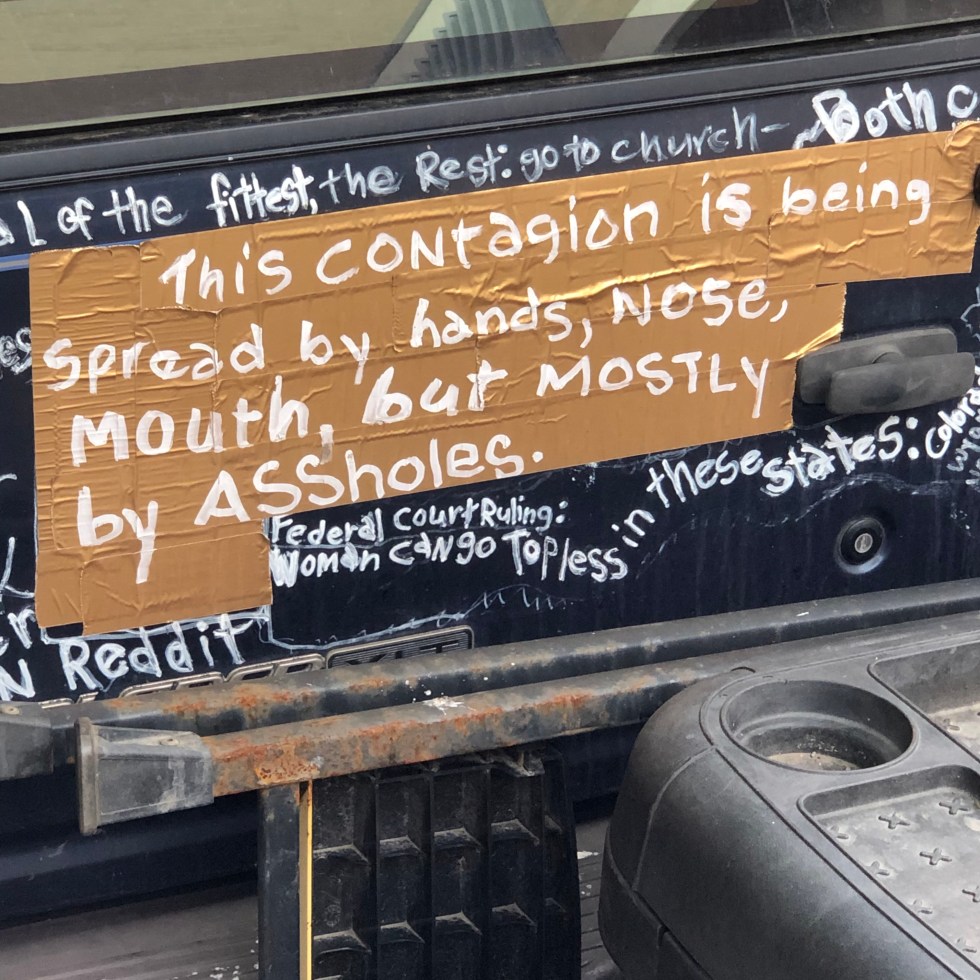 of the fittest, the Rest: go to church- Both
This CONtagion is being
spread by hands, NOSE,
MOUth, but MOSTLY
by ASSholes.
Federal Court Ruling:
Woman CAN go Topless in these states:
N Reddit
XLT